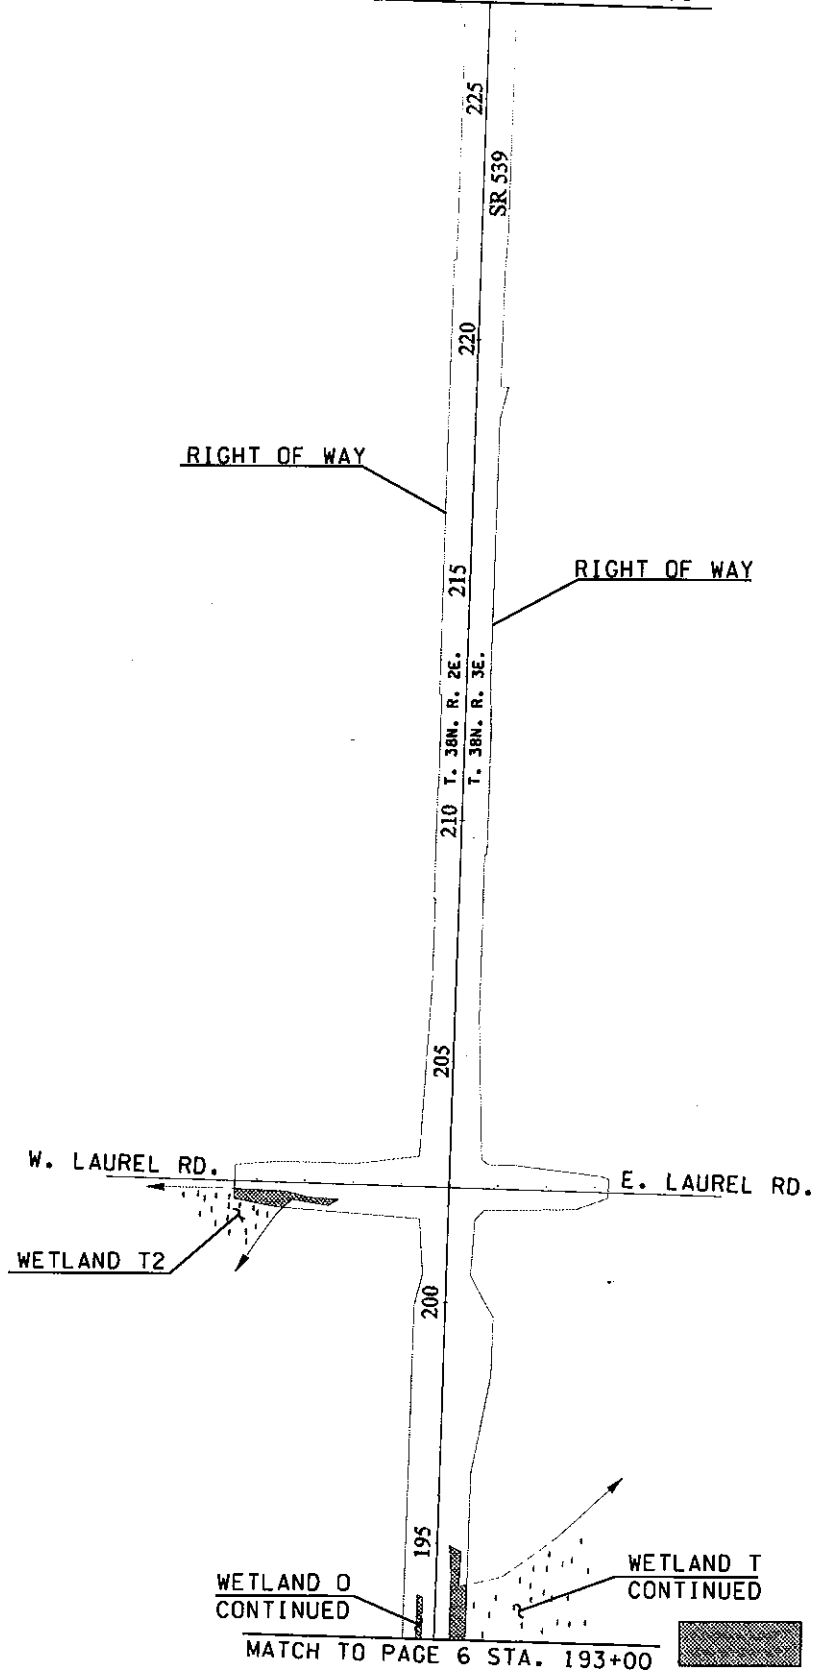 225
SR 539
220
RIGHT OF WAY
215
RIGHT OF WAY
T. 38N. R. 2E.
T. 38N. R. 3E.
210
205
W. LAUREL RD.
E. LAUREL RD.
WETLAND T2
200
195
WETLAND O
CONTINUED
WETLAND T
CONTINUED
MATCH TO PAGE 6 STA. 193+00